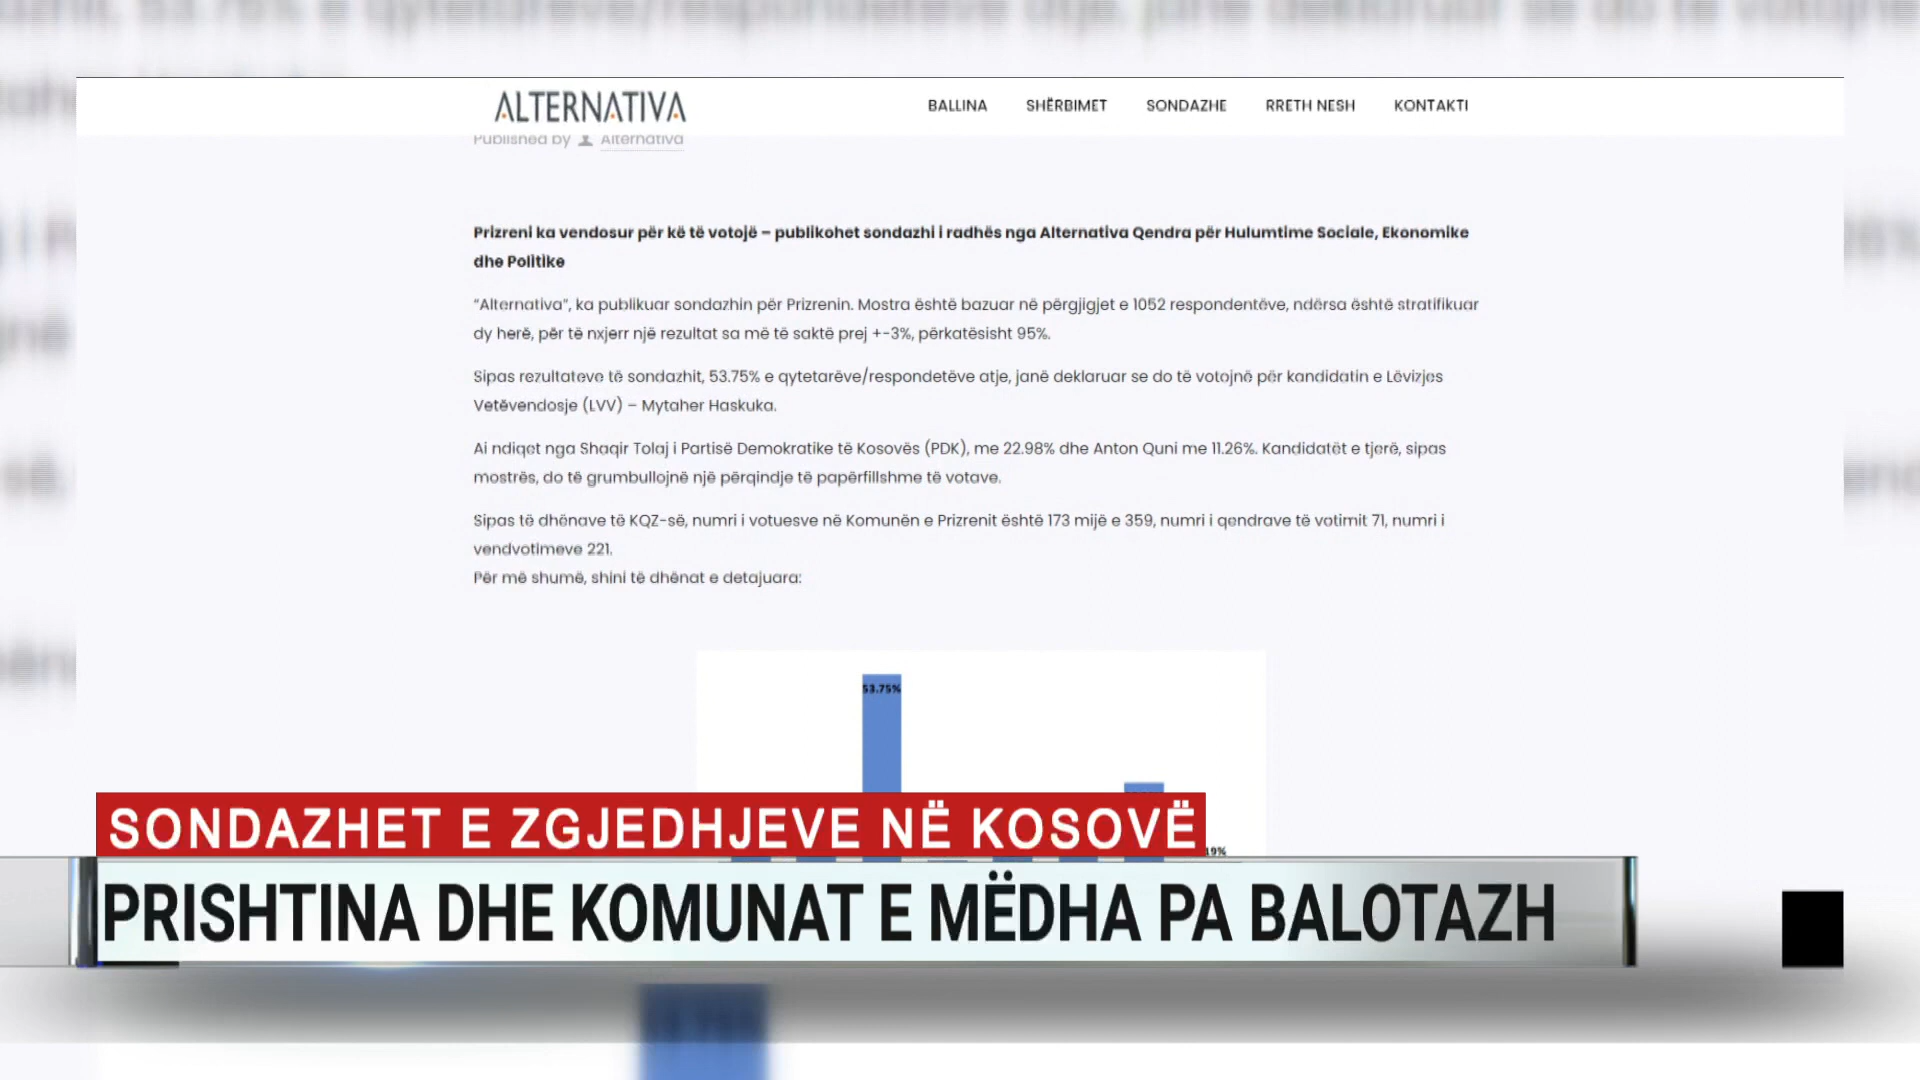 ALTERNATIVA
BALLINA SHËRBIMET SONDAZHE RRETH NESH KONTAKTI
Published by Alternativa
Prizreni ka vendosur për kë të votojë – publikohet sondazhi i radhës nga Alternativa Qendra për Hulumtime Sociale, Ekonomike
dhe Politike
“Alternativa”, ka publikuar sondazhin për Prizrenin. Mostra është bazuar në përgjigjet e 1052 respondentëve, ndërsa është stratifikuar
dy herë, për të nxjerr një rezultat sa më të saktë prej +-3%, përkatësisht 95%.
Sipas rezultateve të sondazhit, 53.75% e qytetarëve/respondetëve atje, janë deklaruar se do të votojnë për kandidatin e Lëvizjes
Vetëvendosje (LVV) – Mytaher Haskuka.
Ai ndiqet nga Shaqir Tolaj i Partisë Demokratike të Kosovës (PDK), me 22.98% dhe Anton Quni me 11.26%. Kandidatët e tjerë, sipas
mostrës, do të grumbullojnë një përqindje të papërfillshme të votave.
Sipas të dhënave të KQZ-së, numri i votuesve në Komunën e Prizrenit është 173 mijë e 359, numri i qendrave të votimit 71, numri i
vendvotimeve 221.
Për më shumë, shini të dhënat e detajuara:
53.75%
19%
SONDAZHET E ZGJEDHJEVE NË KOSOVË
PRISHTINA DHE KOMUNAT E MËDHA PA BALOTAZH